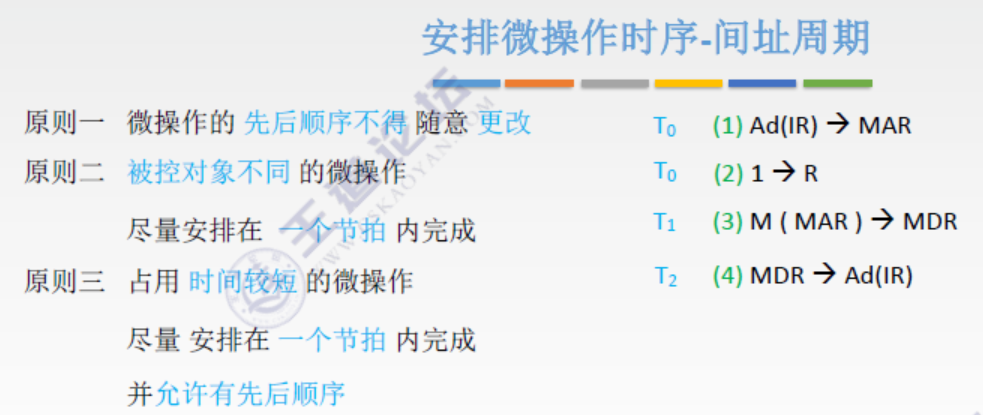 安排微操作时序-间址周期
原则一 微操作的 先后顺序不得 随意 更改
原则二 被控对象不同 的微操作
尽量安排在 一个节拍 内完成
原则三 占用 时间较短 的微操作
尽量 安排在 一个节拍 内完成
并允许有先后顺序
T0 (1) Ad(IR) → MAR
T0 (2) 1 → R
T1 (3) M ( MAR ) → MDR
T2 (4) MDR → Ad(IR)
王道论坛
WWW.CSKAOYAN.COM